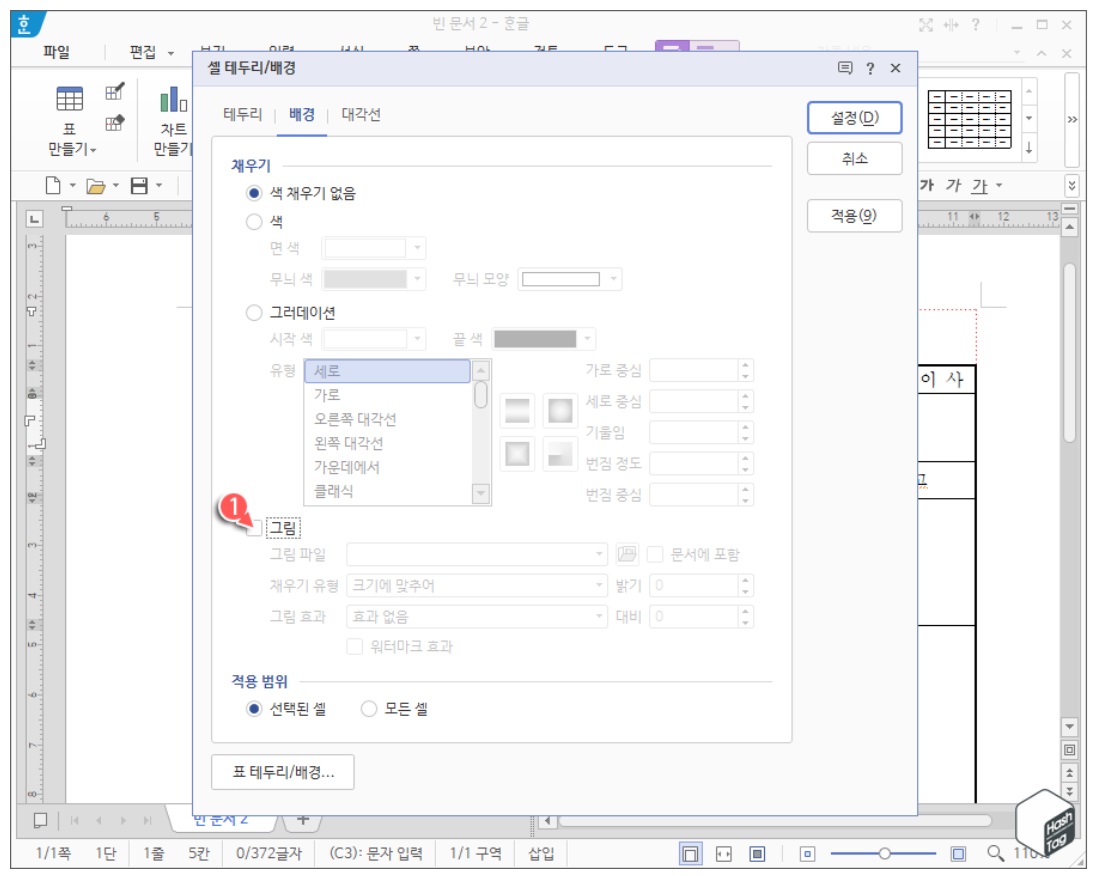 빈 문서 2 - 훈글
파일 편집
셀 테두리/배경
테두리 배경 대각선
설정(D)
취소
적용(9)
표 만들기
차트 만들기
가 가 가
채우기
색 채우기 없음
색
면 색
무늬 색 무늬 모양
그러데이션
시작 색 끝 색
유형 세로
가로
오른쪽 대각선
왼쪽 대각선
가운데에서
클래식
가로 중심
세로 중심
기울임
번짐 정도
번짐 중심
1
그림
그림 파일 문서에 포함
채우기 유형 크기에 맞추어 밝기 0
그림 효과 효과 없음 대비 0
워터마크 효과
적용 범위
선택된 셀 모든 셀
표 테두리/배경...
6 5 11 12 13
이 사
빈 문서 2
1/1쪽 1단 1줄 5칸 0/372글자 (C3): 문자 입력 1/1 구역 삽입
Hash Tag